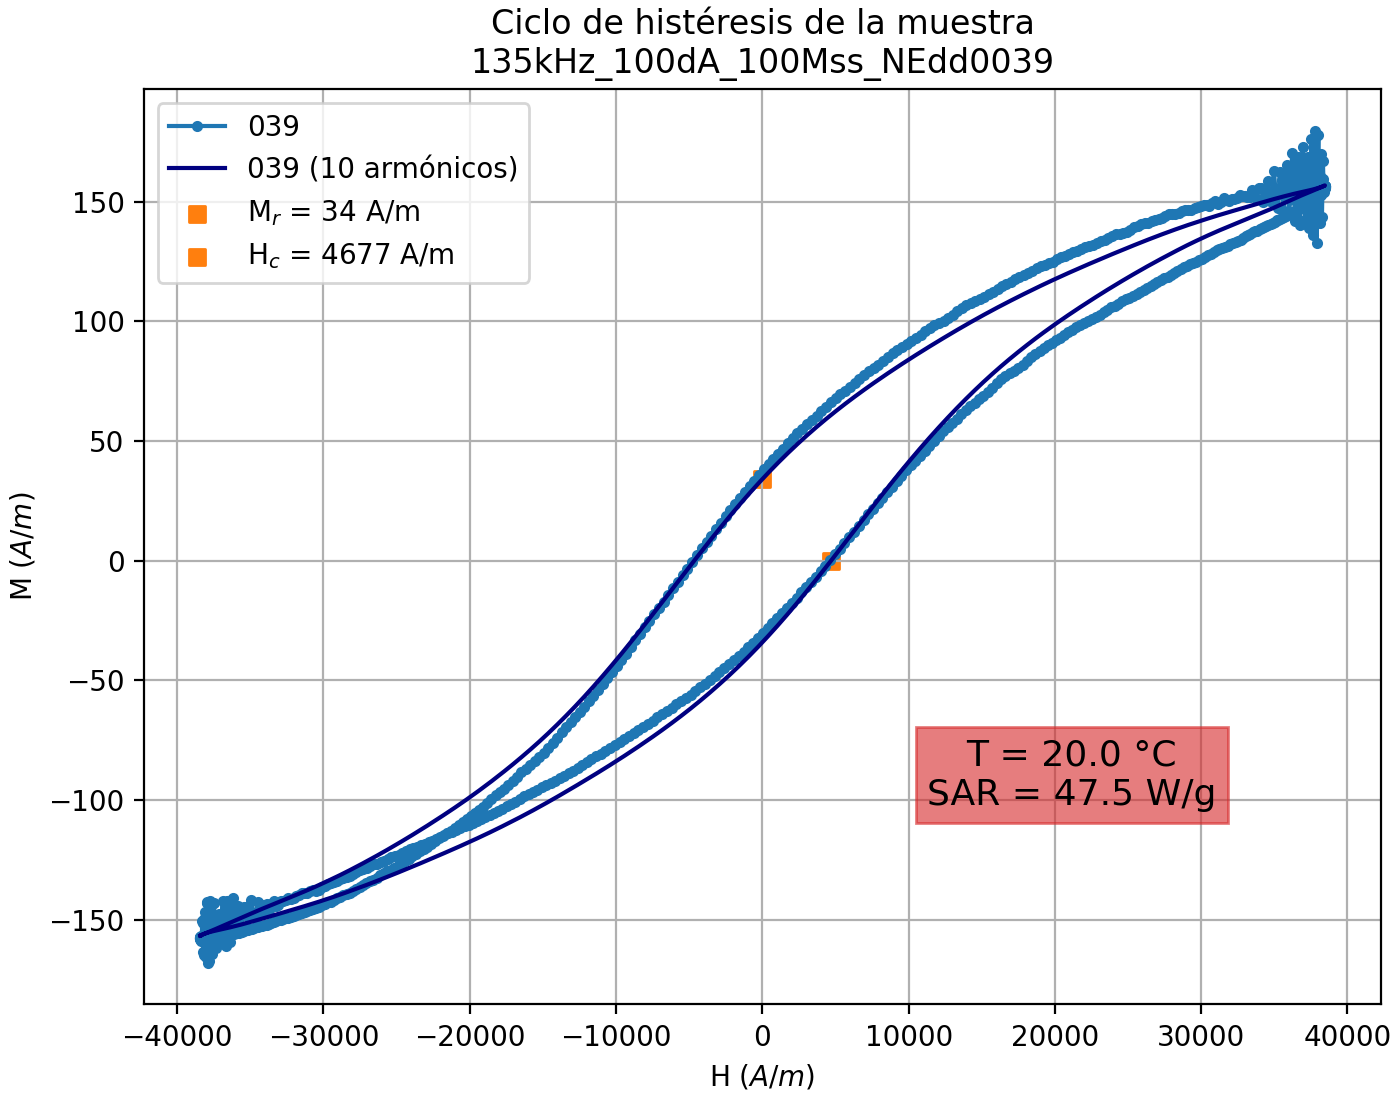 Ciclo de histéresis de la muestra
135kHz_100dA_100Mss_NEdd0039
039
039 (10 armónicos)
Mᵣ = 34 A/m
H꜀ = 4677 A/m
M (A/m)
150
100
50
0
−50
−100
−150
T = 20.0 °C
SAR = 47.5 W/g
−40000 −30000 −20000 −10000 0 10000 20000 30000 40000
H (A/m)